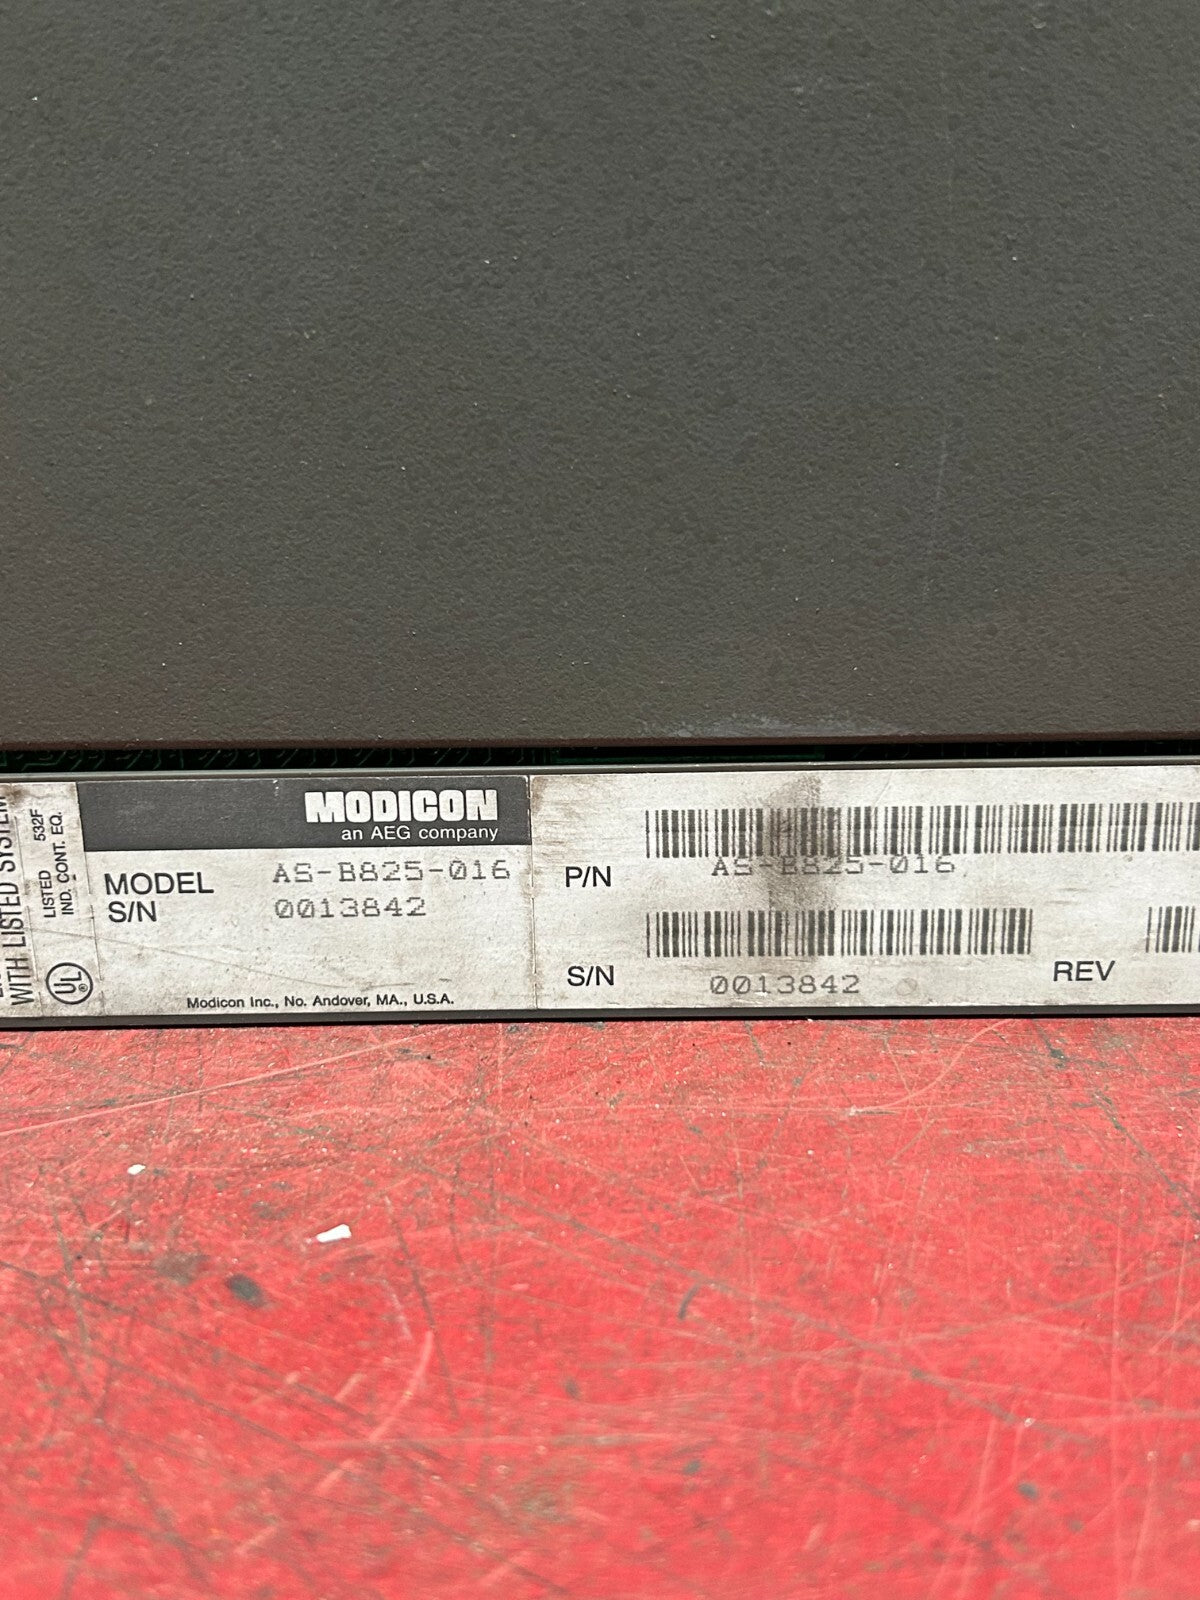 WITH LISTED SYSTEM
LISTED 532F
IND. CONT. EQ.
UL
MODICON
an AEG company
MODEL AS-B825-016
S/N 0013842
Modicon Inc., No. Andover, MA., U.S.A.
P/N AS-B825-016
S/N 0013842
REV